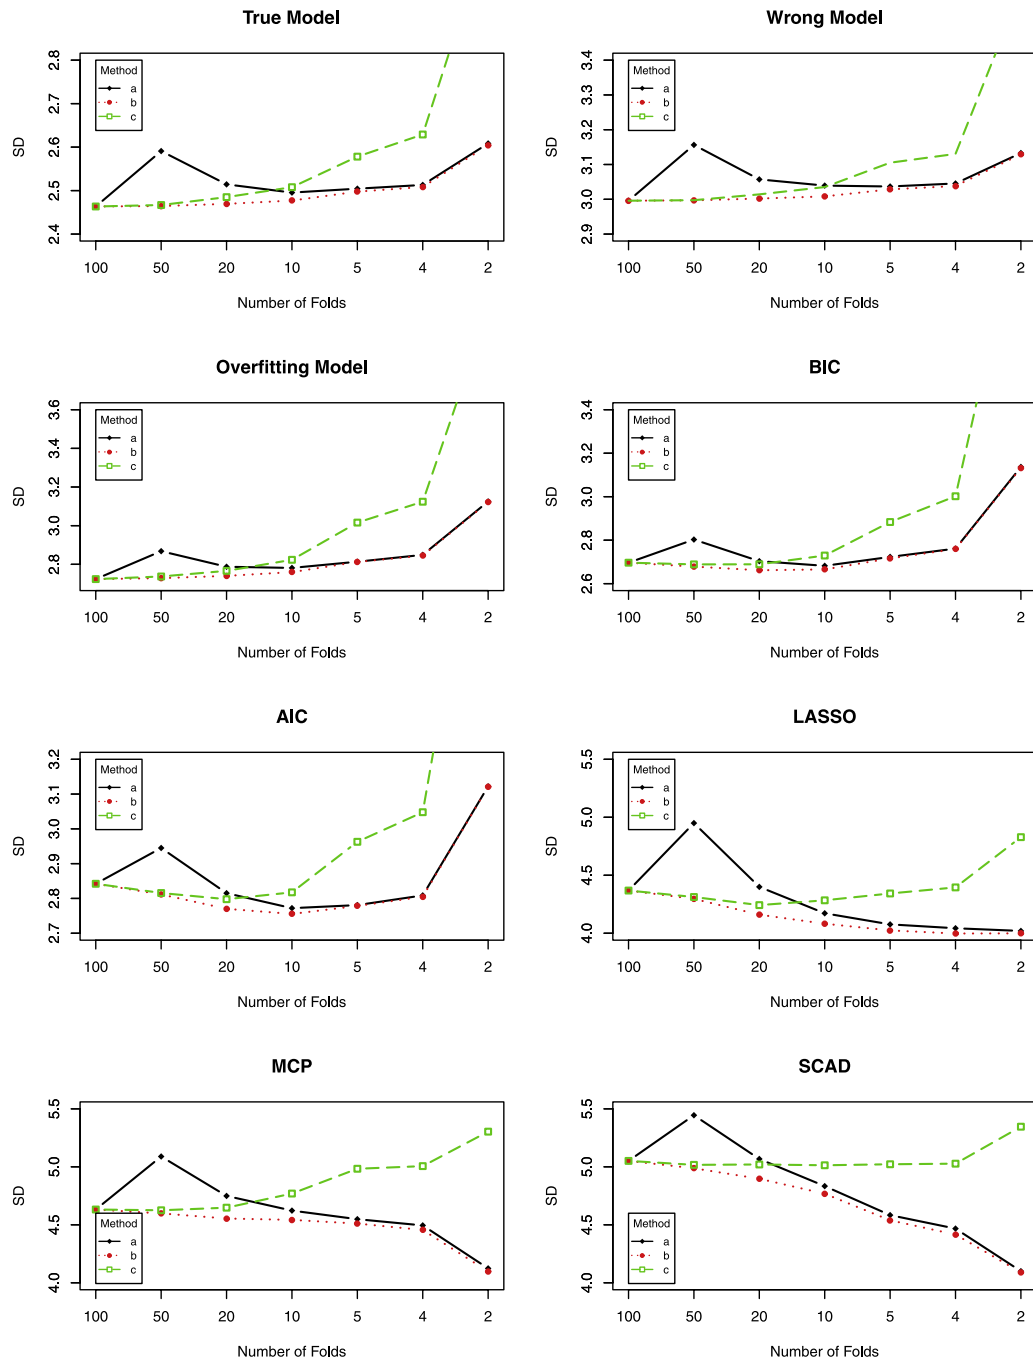 True Model
SD
2.4 2.5 2.6 2.7 2.8
Method
a
b
c
100 50 20 10 5 4 2
Number of Folds
Wrong Model
SD
2.9 3.0 3.1 3.2 3.3 3.4
Method
a
b
c
100 50 20 10 5 4 2
Number of Folds
Overfitting Model
SD
2.8 3.0 3.2 3.4 3.6
Method
a
b
c
100 50 20 10 5 4 2
Number of Folds
BIC
SD
2.6 2.8 3.0 3.2 3.4
Method
a
b
c
100 50 20 10 5 4 2
Number of Folds
AIC
SD
2.7 2.8 2.9 3.0 3.1 3.2
Method
a
b
c
100 50 20 10 5 4 2
Number of Folds
LASSO
SD
4.0 4.5 5.0 5.5
Method
a
b
c
100 50 20 10 5 4 2
Number of Folds
MCP
SD
4.0 4.5 5.0 5.5
Method
a
b
c
100 50 20 10 5 4 2
Number of Folds
SCAD
SD
4.0 4.5 5.0 5.5
Method
a
b
c
100 50 20 10 5 4 2
Number of Folds